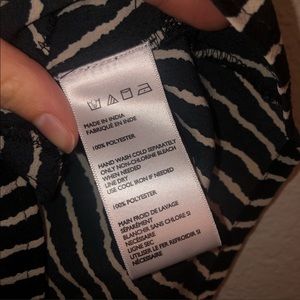 MADE IN INDIA
FABRIQUÉ EN INDE
100% POLYESTER
HAND WASH COLD SEPARATELY
ONLY NON-CHLORINE BLEACH
WHEN NEEDED
LINE DRY
USE COOL IRON IF NEEDED
100% POLYESTER
MAIN FROID DE LAVAGE
SÉPARÉMENT
BLANCHIR SANS CHLORE SI
NÉCESSAIRE
LIGNE SEC
UTILISER LE FER REFROIDIR SI
NÉCESSAIRE